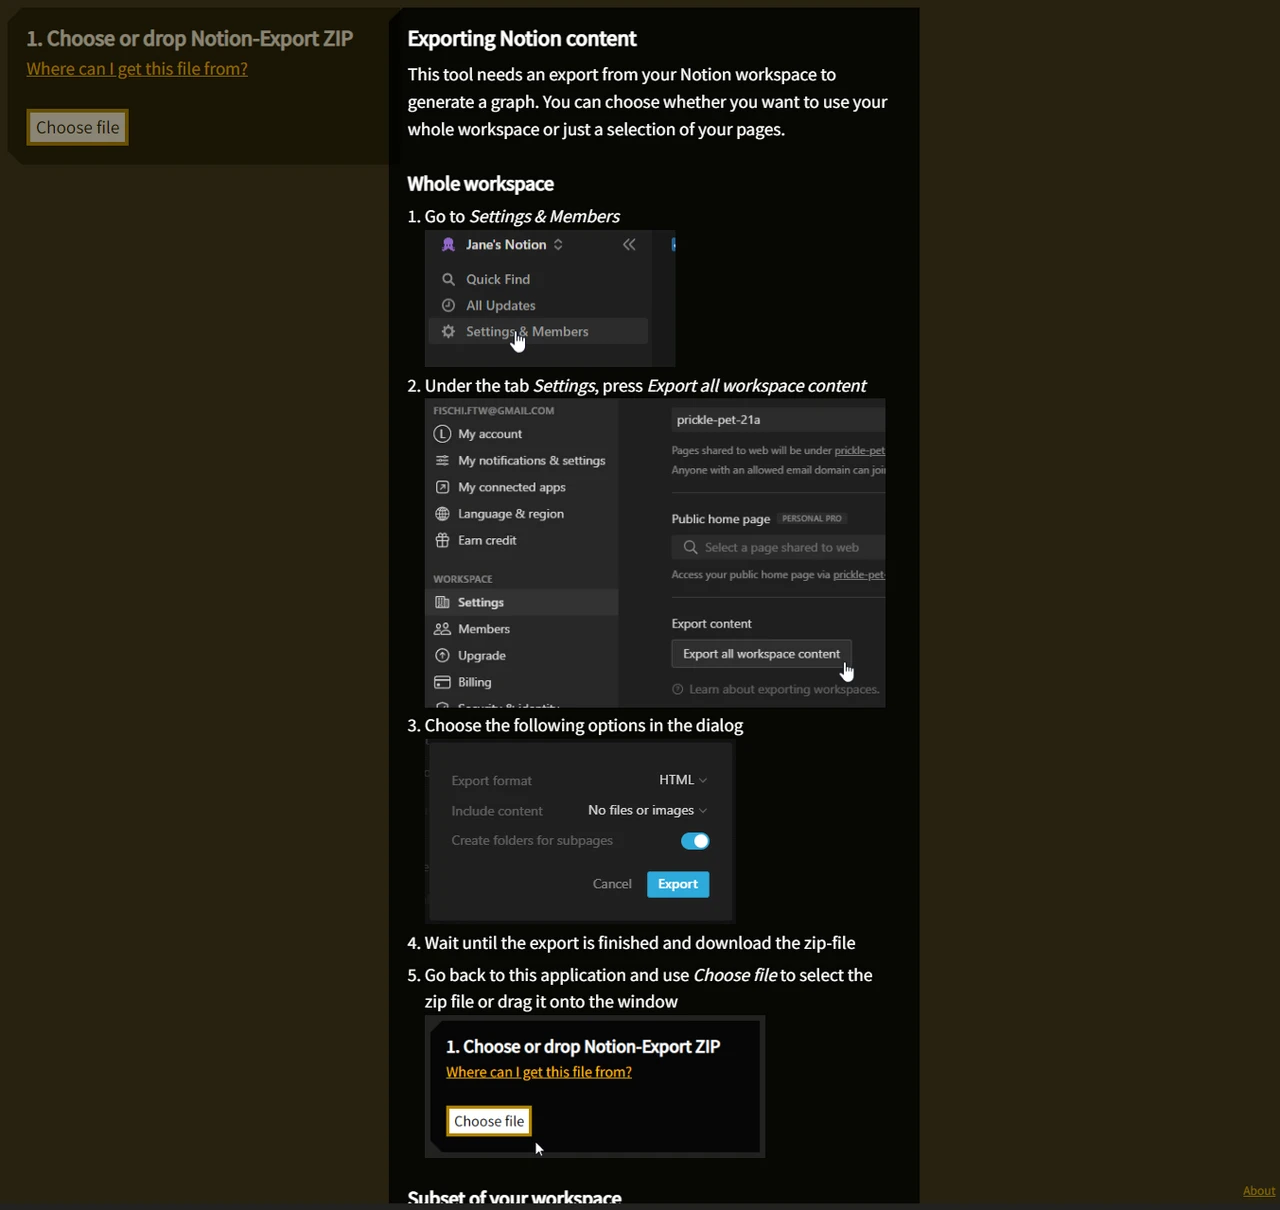 1. Choose or drop Notion-Export ZIP
Where can I get this file from?
Choose file
Exporting Notion content
This tool needs an export from your Notion workspace to
generate a graph. You can choose whether you want to use your
whole workspace or just a selection of your pages.
Whole workspace
1. Go to Settings & Members
Jane's Notion
Quick Find
All Updates
Settings & Members
2. Under the tab Settings, press Export all workspace content
FISCHI.FTW@GMAIL.COM
My account
My notifications & settings
My connected apps
Language & region
Earn credit
WORKSPACE
Settings
Members
Upgrade
Billing
Security & identity
prickle-pet-21a
Pages shared to web will be under prickle-pet
Anyone with an allowed email domain can joi
Public home page PERSONAL PRO
Select a page shared to web
Access your public home page via prickle-pet-
Export content
Export all workspace content
Learn about exporting workspaces.
3. Choose the following options in the dialog
Export format HTML
Include content No files or images
Create folders for subpages
Cancel Export
4. Wait until the export is finished and download the zip-file
5. Go back to this application and use Choose file to select the
zip file or drag it onto the window
1. Choose or drop Notion-Export ZIP
Where can I get this file from?
Choose file
Subset of your workspace
About